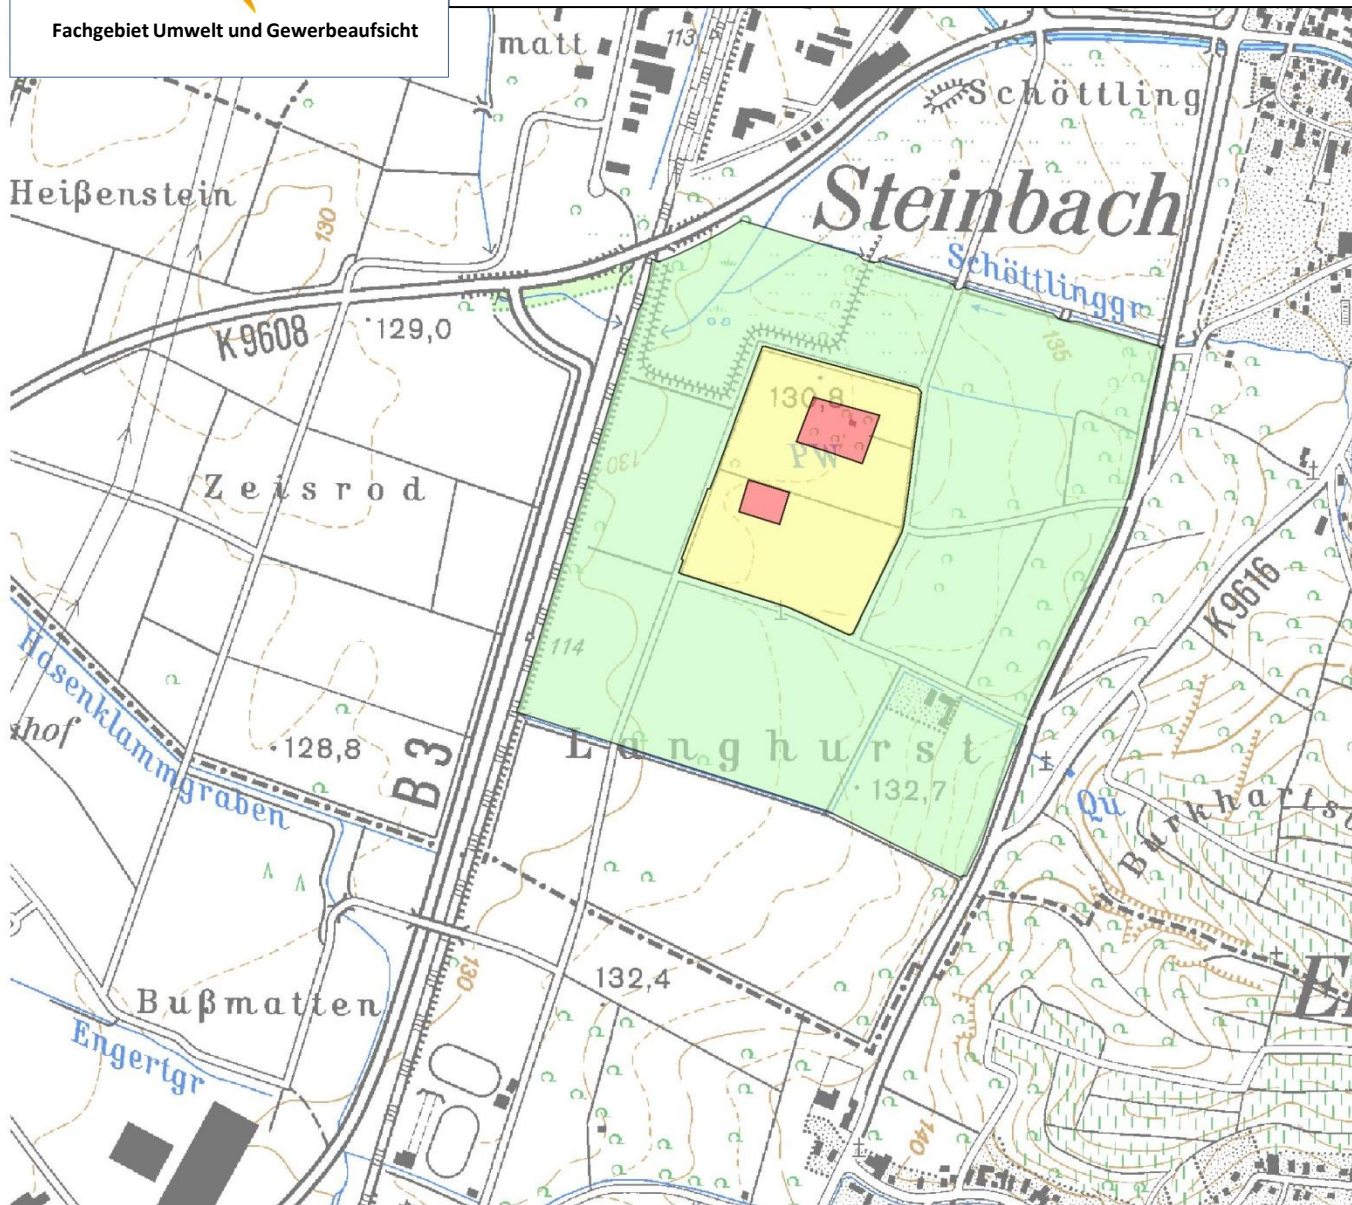 Fachgebiet Umwelt und Gewerbeaufsicht
matt
113
Schöttling
Heißenstein
130
Steinbach
Schöttlinggr
K 9608
129,0
135
130,8
PW
130
Zeisrod
K 9616
114
Hasenklammgraben
hof
128,8
B 3
Langhurst
132,7
Qu
Burkharts
130
132,4
Bußmatten
Engertgr
140